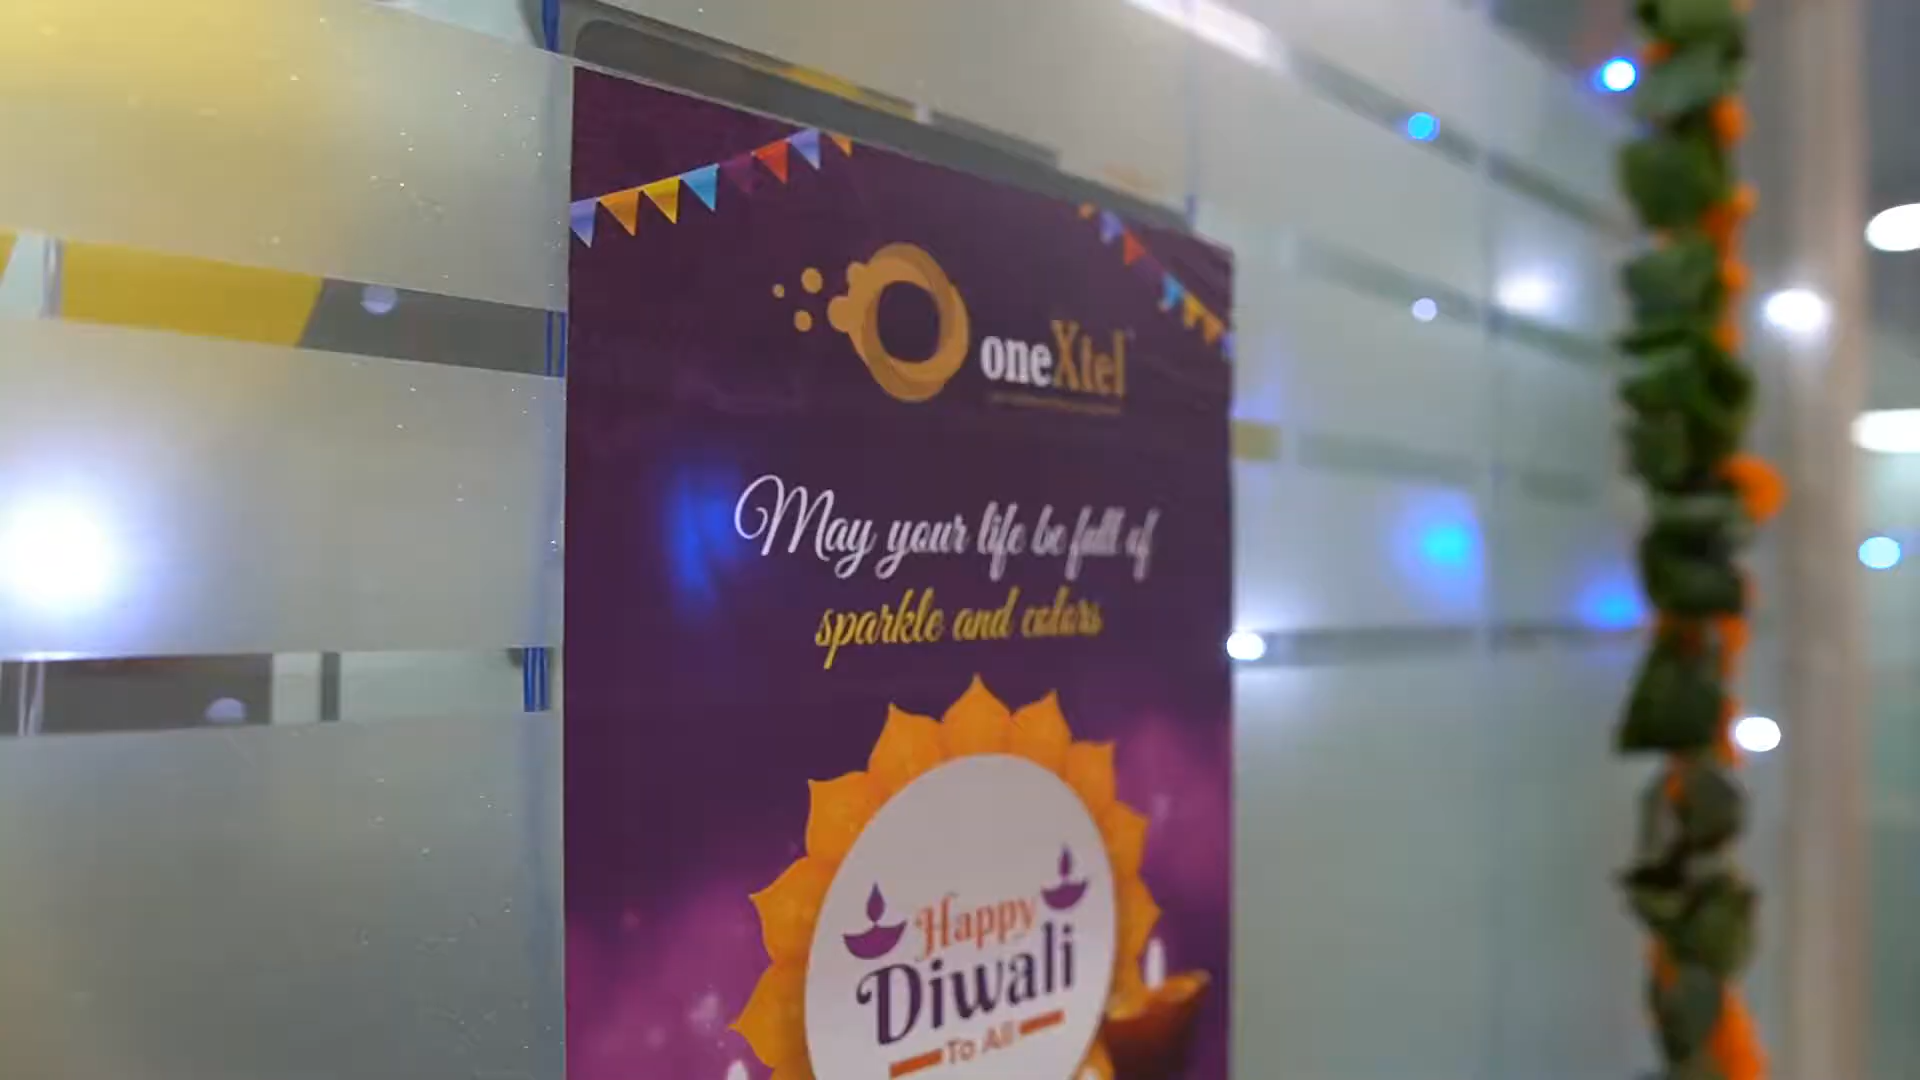 oneXtel
May your life be full of
sparkle and colors
Happy
Diwali
To All